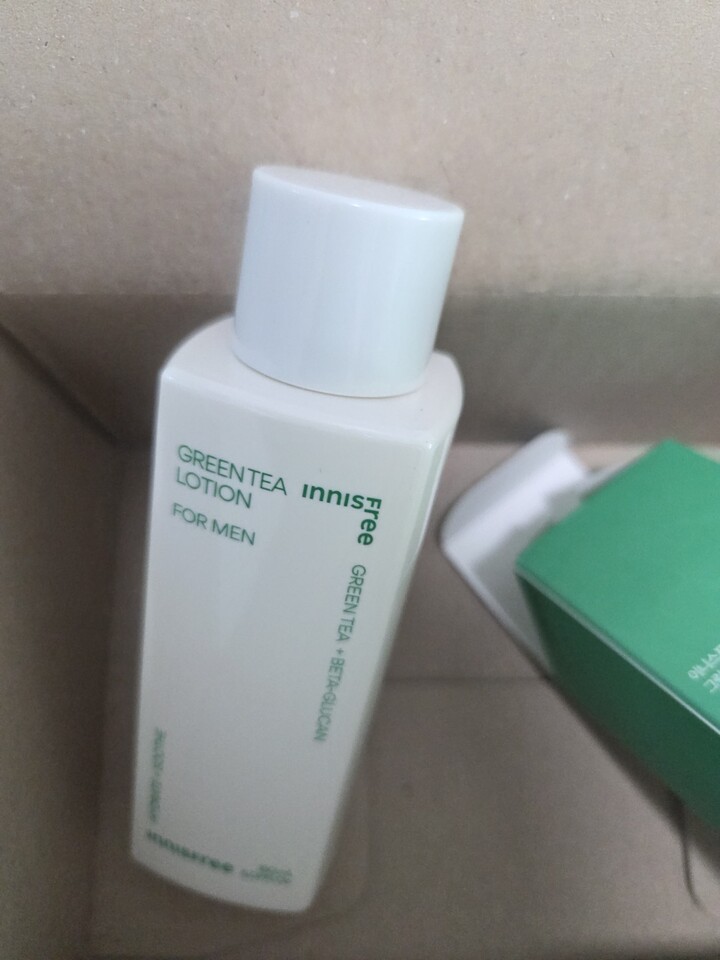 GREEN TEA
LOTION
FOR MEN
innisFree
GREEN TEA + BETA-GLUCAN
innisfree